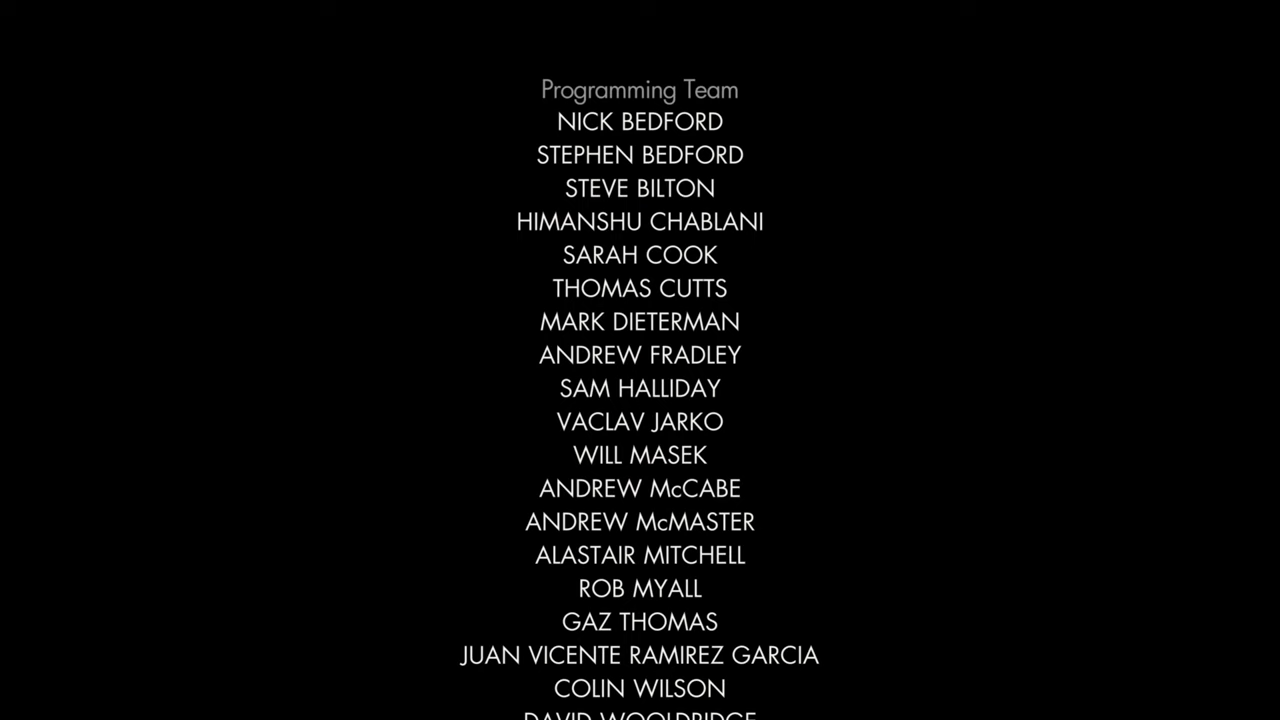 Programming Team
NICK BEDFORD
STEPHEN BEDFORD
STEVE BILTON
HIMANSHU CHABLANI
SARAH COOK
THOMAS CUTTS
MARK DIETERMAN
ANDREW FRADLEY
SAM HALLIDAY
VACLAV JARKO
WILL MASEK
ANDREW McCABE
ANDREW McMASTER
ALASTAIR MITCHELL
ROB MYALL
GAZ THOMAS
JUAN VICENTE RAMIREZ GARCIA
COLIN WILSON
DAVID WOOLDRIDGE